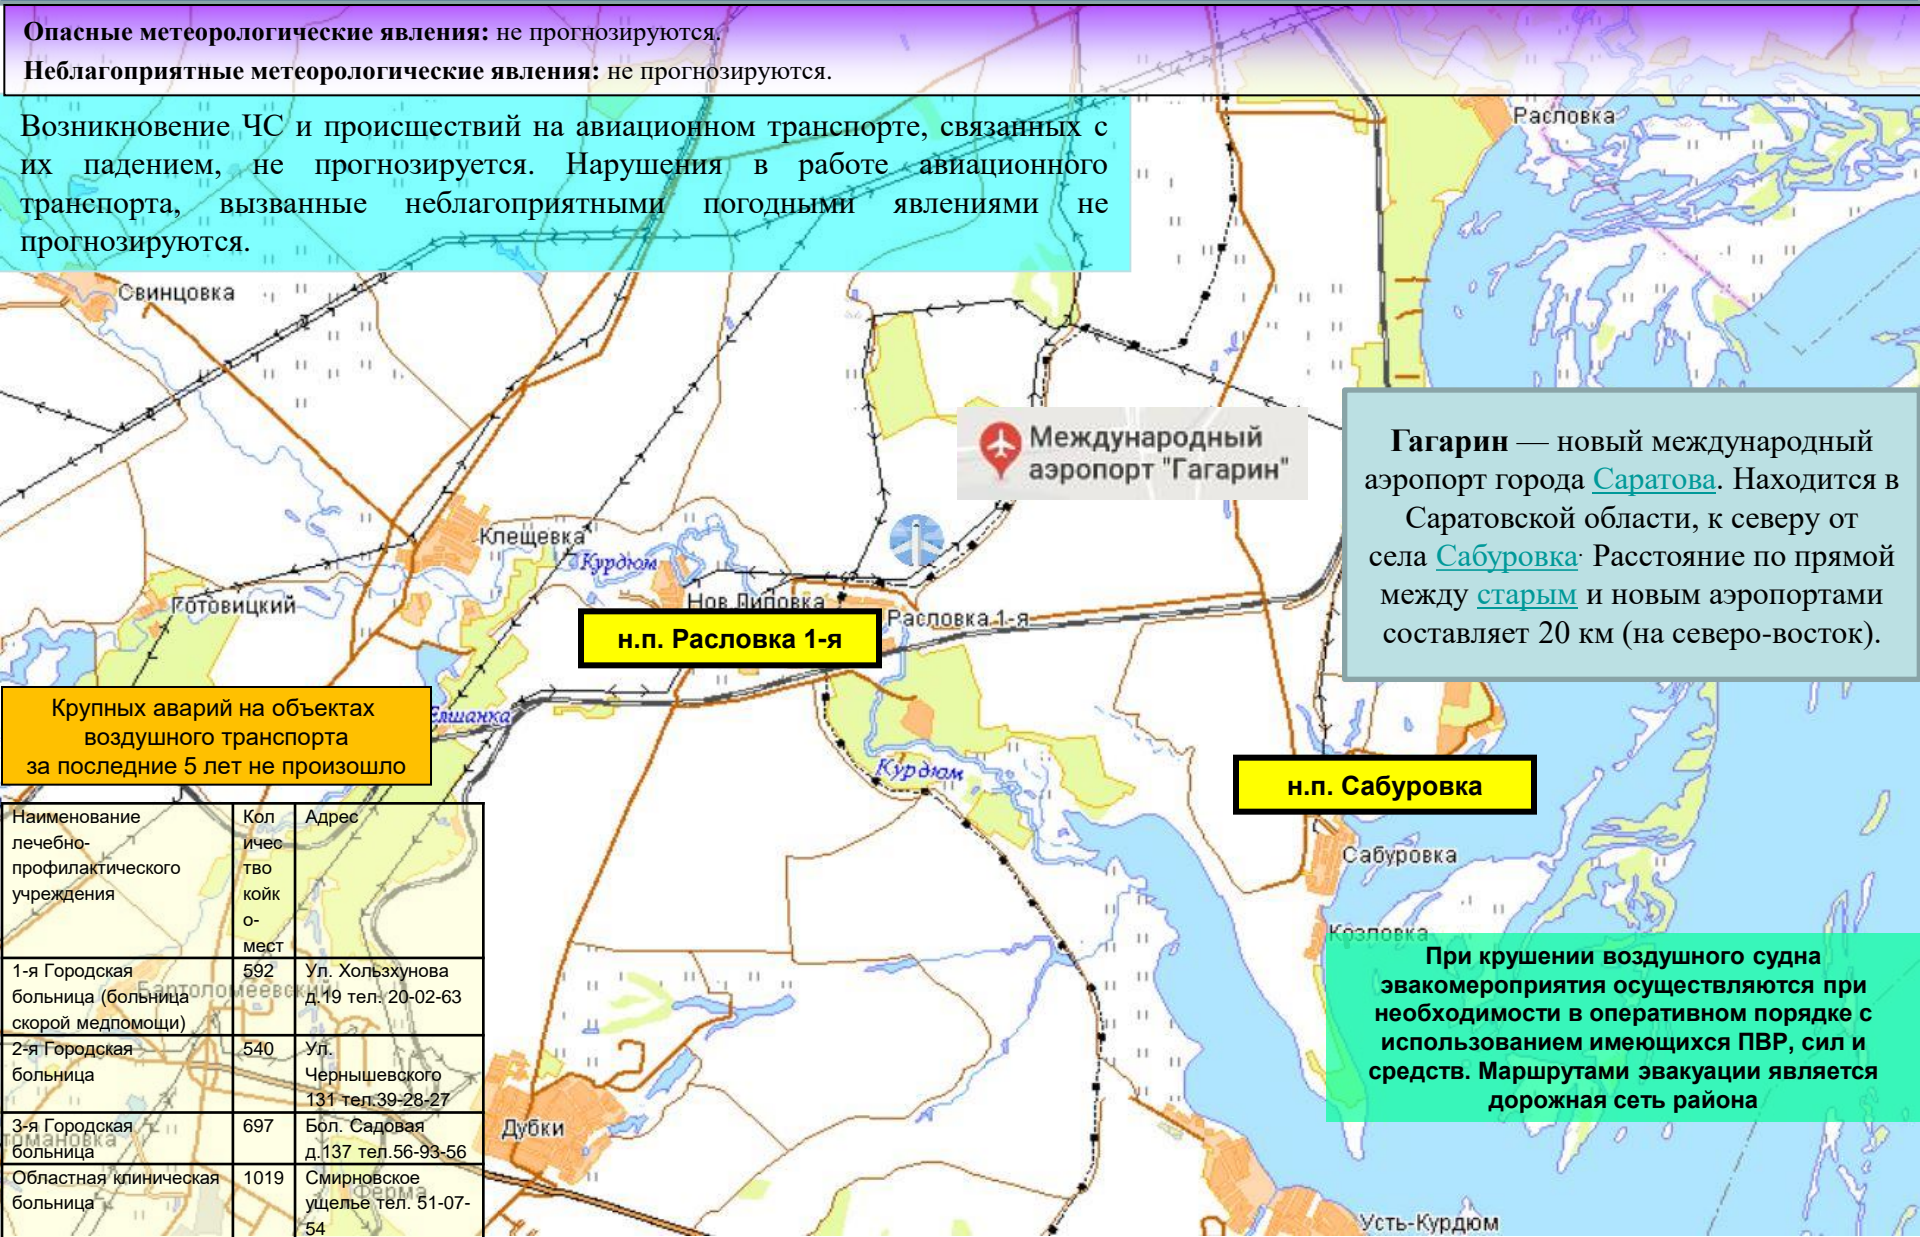 Опасные метеорологические явления: не прогнозируются.
Неблагоприятные метеорологические явления: не прогнозируются.
Возникновение ЧС и происшествий на авиационном транспорте, связанных с
их падением, не прогнозируется. Нарушения в работе авиационного
транспорта, вызванные неблагоприятными погодными явлениями не
прогнозируются.
Расловка
Свинцовка
Международный
аэропорт "Гагарин"
Гагарин — новый международный
аэропорт города Саратова. Находится в
Саратовской области, к северу от
села Сабуровка. Расстояние по прямой
между старым и новым аэропортами
составляет 20 км (на северо-восток).
Клещевка
Курдюм
Готовицкий
Нов.Липовка
Расловка 1-я
н.п. Расловка 1-я
Елшанка
Крупных аварий на объектах
воздушного транспорта
за последние 5 лет не произошло
Курдюм
н.п. Сабуровка
Сабуровка
Козловка
Наименование
лечебно-
профилактического
учреждения
Кол
ичес
тво
койк
о-
мест
Адрес
1-я Городская
больница (больница
скорой медпомощи)
592
Ул. Хользхунова
д.19 тел. 20-02-63
Бартоломеевский
2-я Городская
больница
540
Ул.
Чернышевского
131 тел.39-28-27
3-я Городская
больница
697
Бол. Садовая
д.137 тел.56-93-56
Областная клиническая
больница
1019
Смирновское
ущелье тел. 51-07-
54
Ферма
Дубки
При крушении воздушного судна
эвакомероприятия осуществляются при
необходимости в оперативном порядке с
использованием имеющихся ПВР, сил и
средств. Маршрутами эвакуации является
дорожная сеть района
Усть-Курдюм